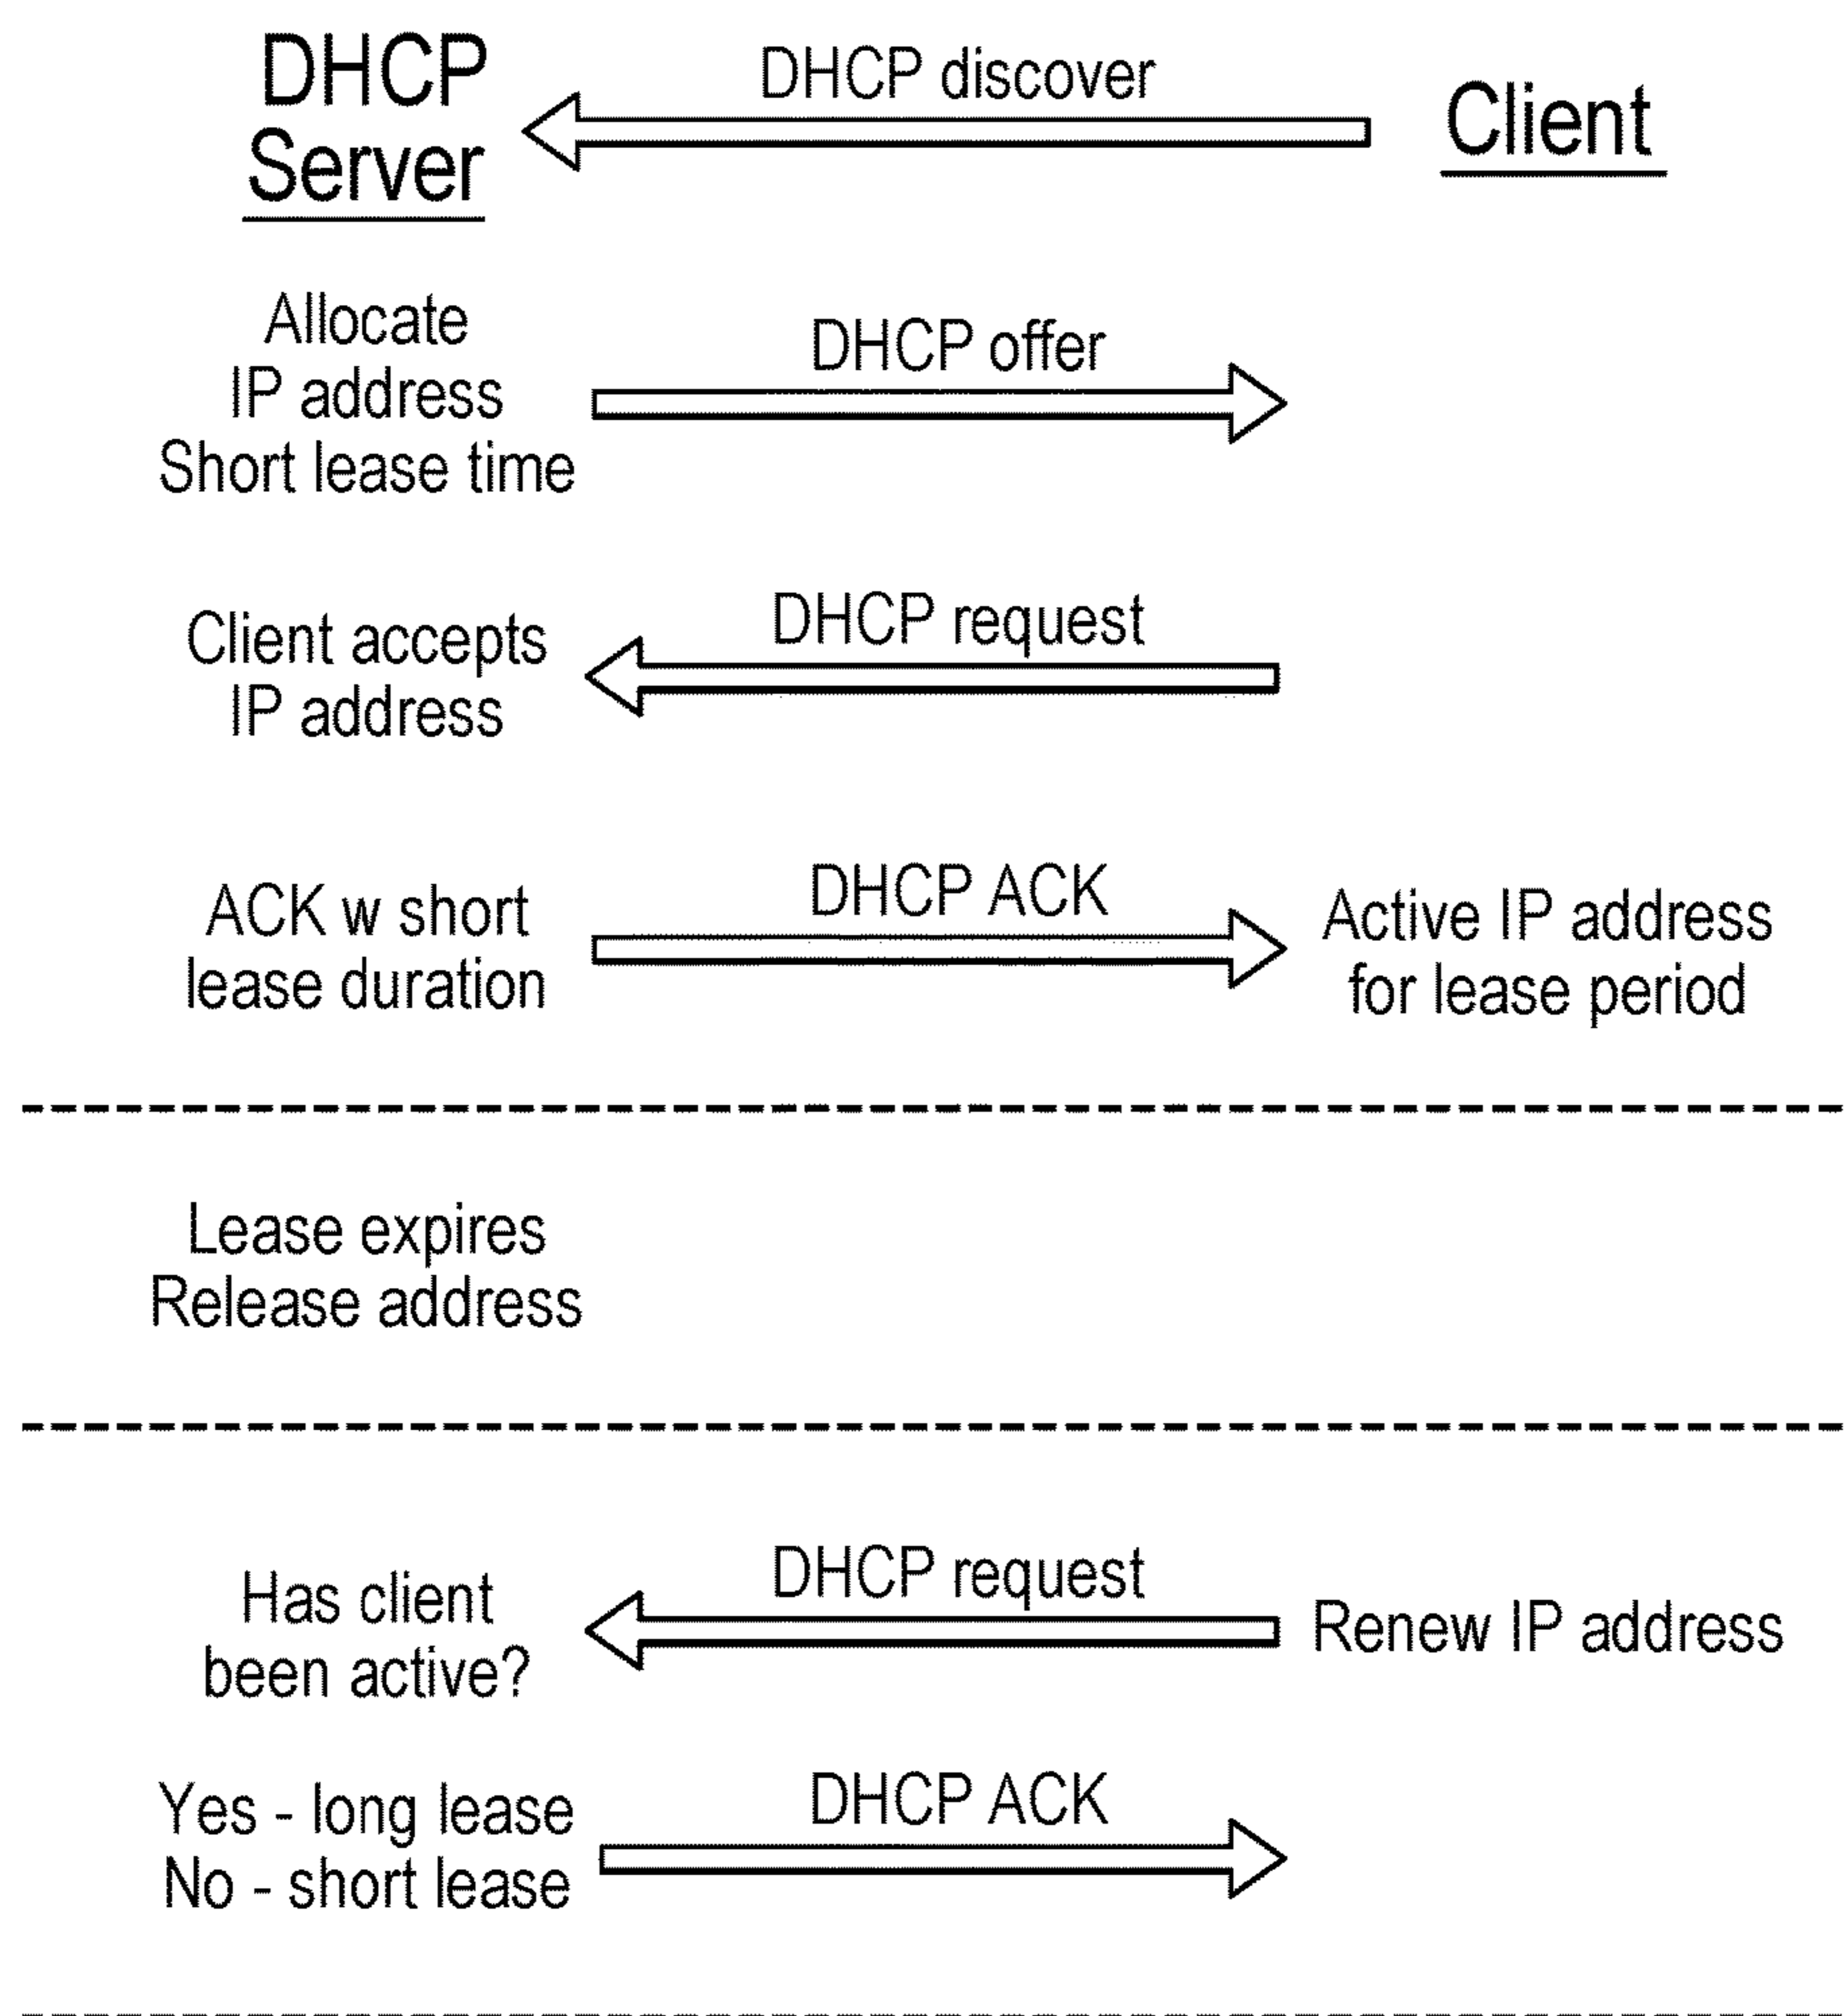 DHCP
Server
DHCP discover
Client
Allocate
IP address
Short lease time
DHCP offer
Client accepts
IP address
DHCP request
ACK w short
lease duration
DHCP ACK
Active IP address
for lease period
Lease expires
Release address
Has client
been active?
DHCP request
Renew IP address
Yes - long lease
No - short lease
DHCP ACK